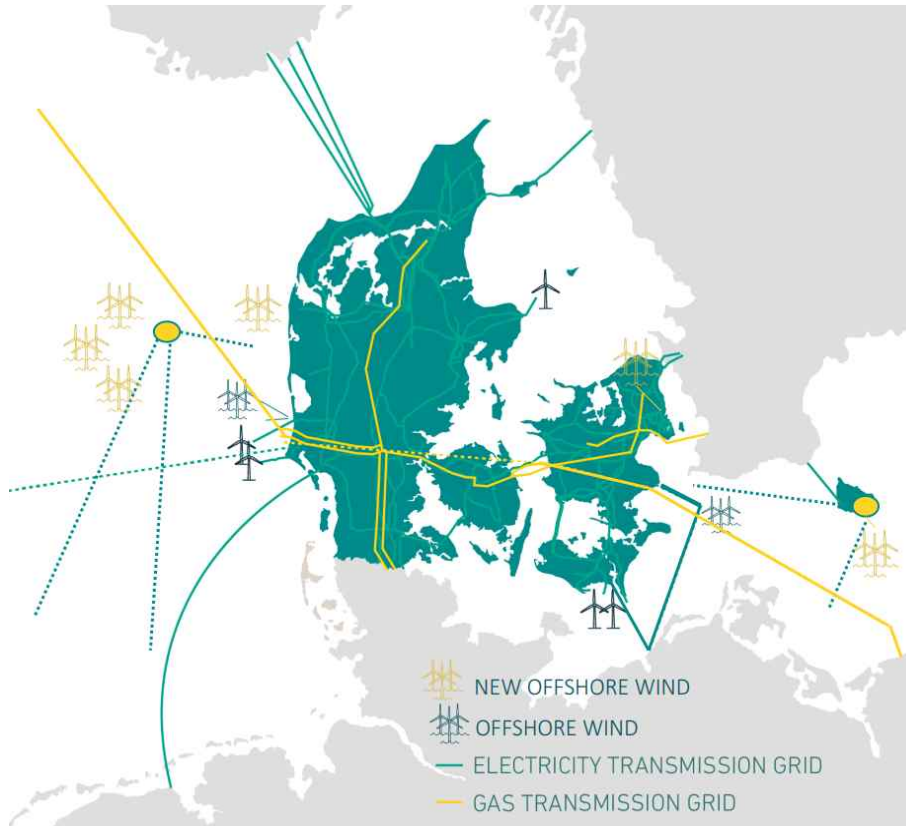 NEW OFFSHORE WIND
OFFSHORE WIND
ELECTRICITY TRANSMISSION GRID
GAS TRANSMISSION GRID